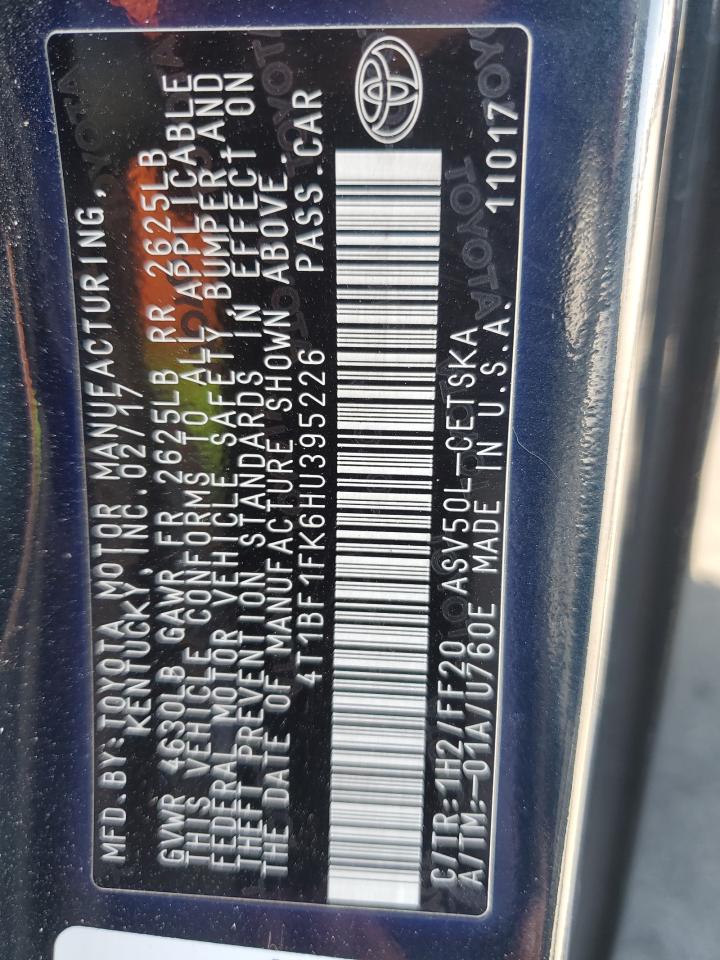 MFD.BY:TOYOTA MOTOR MANUFACTURING,
KENTUCKY, INC.02/17
GVWR 4630LB GAWR FR 2625LB RR 2625LB
THIS VEHICLE CONFORMS TO ALL APPLICABLE
FEDERAL MOTOR VEHICLE SAFETY, BUMPER, AND
THEFT PREVENTION STANDARDS IN EFFECT ON
THE DATE OF MANUFACTURE SHOWN ABOVE.
4T1BF1FK6HU395226 PASS.CAR
C/TR:1H2/FF20 ASV50L-CETSKA
A/TM:-01A/U760E MADE IN U.S.A. 11017